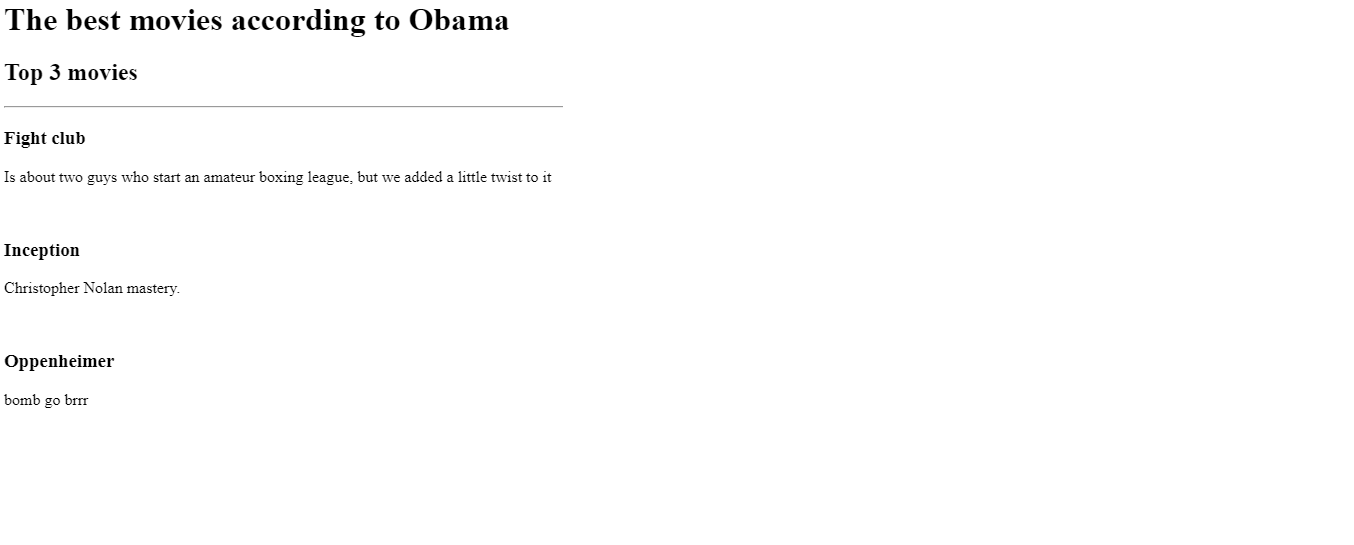 The best movies according to Obama
Top 3 movies
Fight club
Is about two guys who start an amateur boxing league, but we added a little twist to it
Inception
Christopher Nolan mastery.
Oppenheimer
bomb go brrr